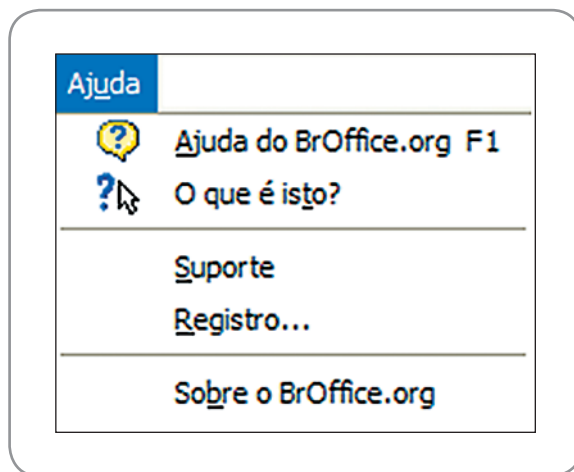 Ajuda
Ajuda do BrOffice.org F1
O que é isto?
Suporte
Registro...
Sobre o BrOffice.org